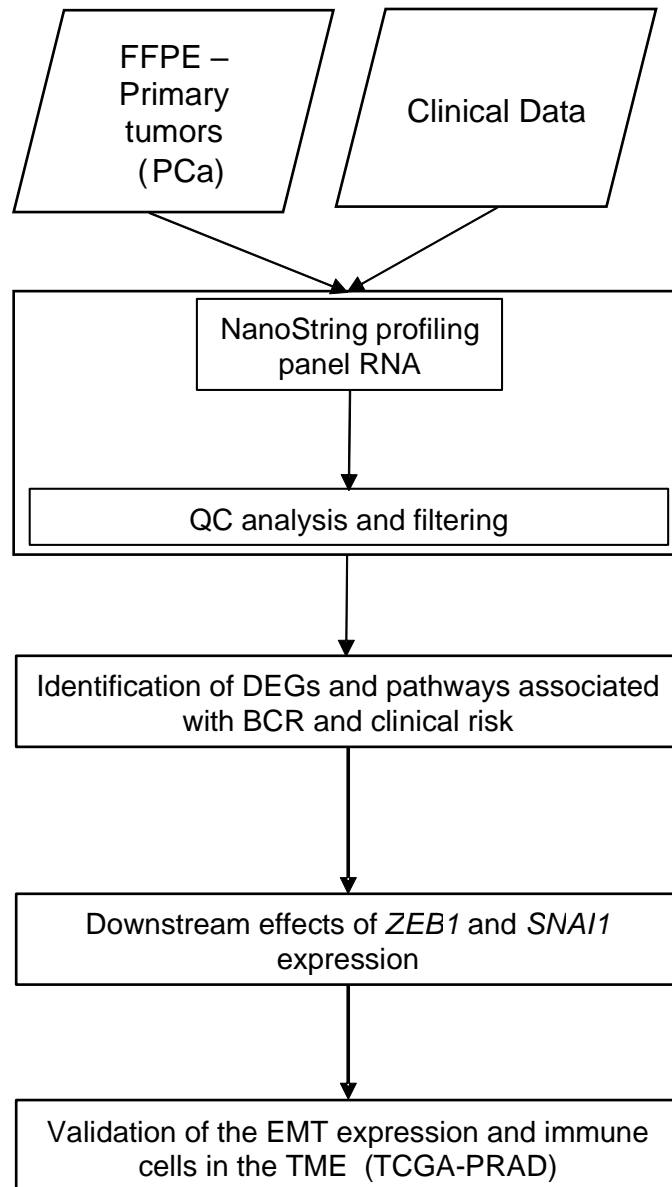 FFPE –
Primary
tumors
(PCa)
Clinical Data
NanoString profiling
panel RNA
QC analysis and filtering
Identification of DEGs and pathways associated
with BCR and clinical risk
Downstream effects of ZEB1 and SNAI1
expression
Validation of the EMT expression and immune
cells in the TME (TCGA-PRAD)